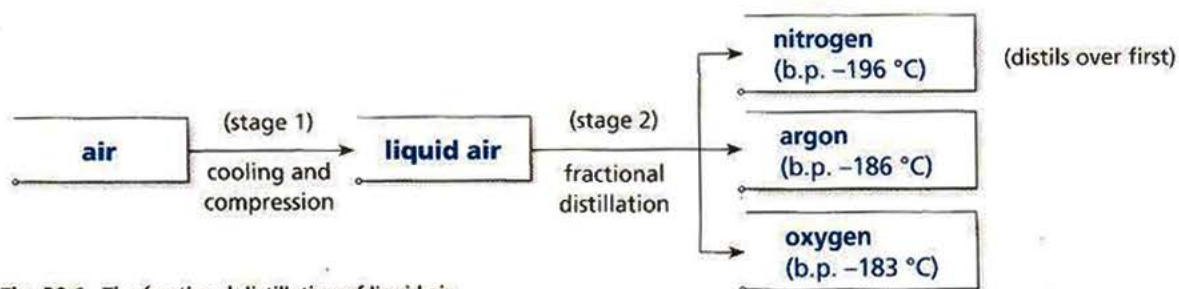 nitrogen
(b.p. –196 °C)
(distils over first)
(stage 1)
(stage 2)
air
liquid air
argon
(b.p. –186 °C)
cooling and
compression
fractional
distillation
oxygen
(b.p. –183 °C)
The fractional distillation of liquid air